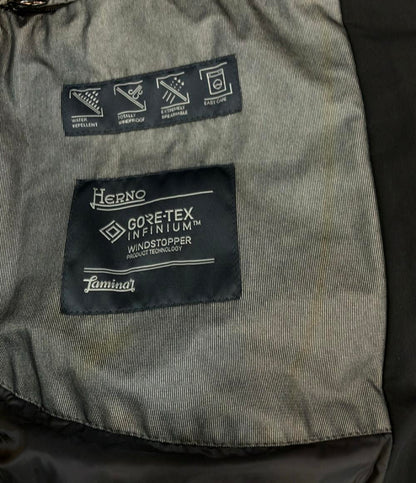 WATER
REPELLENT
TOTALLY
WINDPROOF
EXTREMELY
BREATHABLE
EASY CARE
HERNO
GORE-TEX
INFINIUM™
WINDSTOPPER
PRODUCT TECHNOLOGY
Laminar